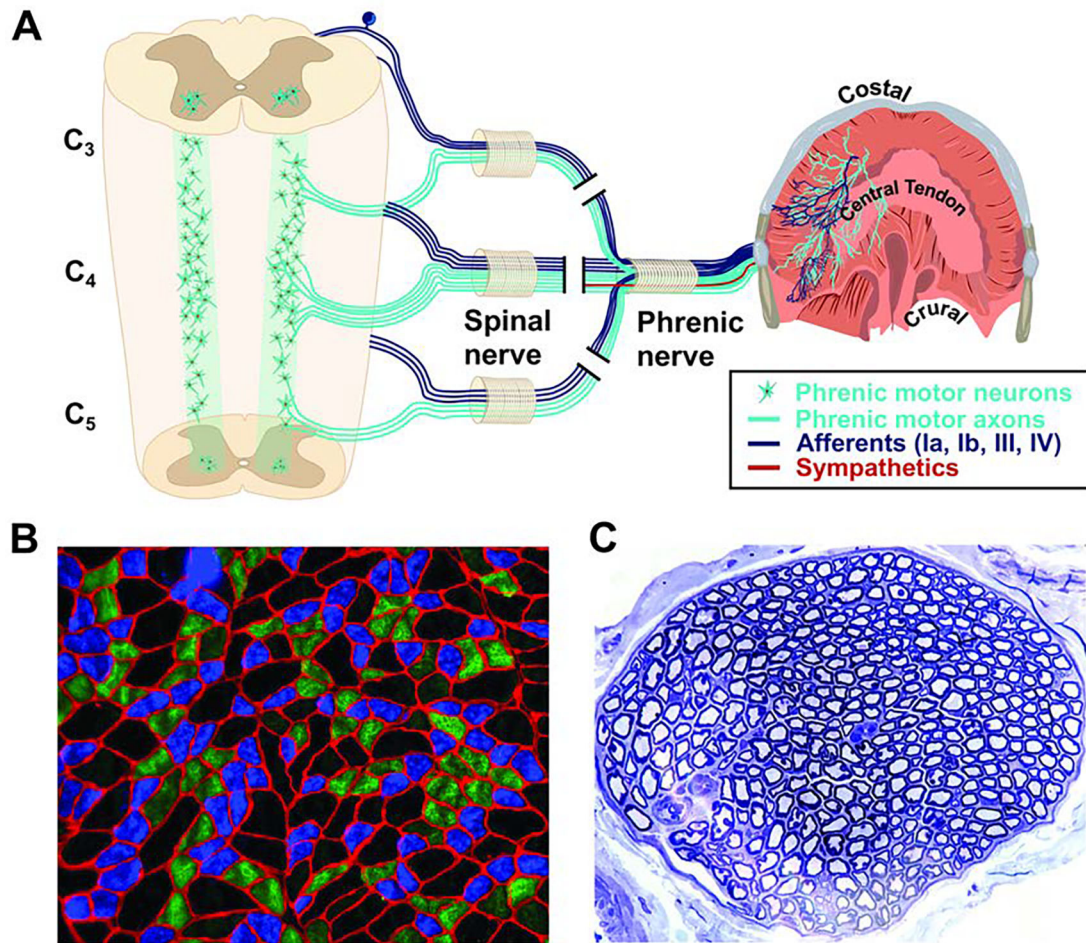 A
C3
C4
C5
Spinal
nerve
Phrenic
nerve
Costal
Central Tendon
Crural
Phrenic motor neurons
Phrenic motor axons
Afferents (Ia, Ib, III, IV)
Sympathetics
B
C